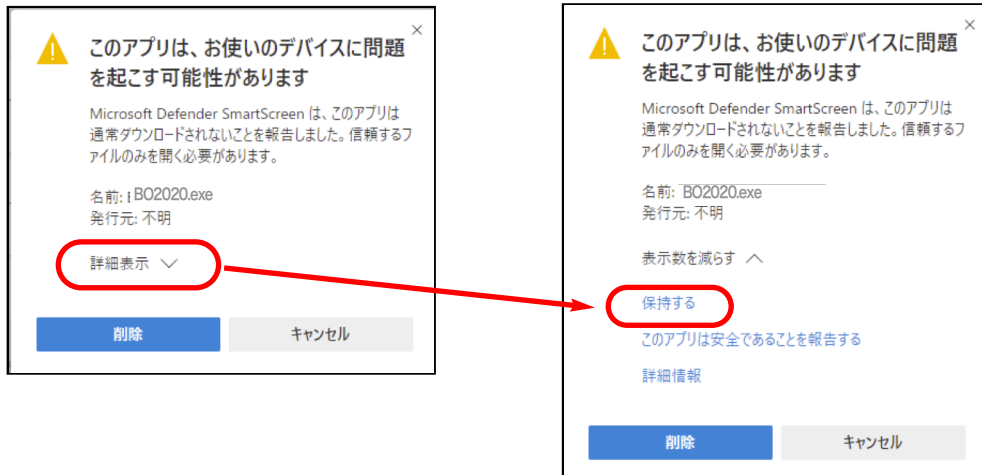 このアプリは、お使いのデバイスに問題
を起こす可能性があります
Microsoft Defender SmartScreen は、このアプリは
通常ダウンロードされないことを報告しました。信頼するフ
ァイルのみを開く必要があります。
名前: BO2020.exe
発行元: 不明
詳細表示
削除
キャンセル
このアプリは、お使いのデバイスに問題
を起こす可能性があります
Microsoft Defender SmartScreen は、このアプリは
通常ダウンロードされないことを報告しました。信頼するフ
ァイルのみを開く必要があります。
名前: BO2020.exe
発行元: 不明
表示数を減らす
保持する
このアプリは安全であることを報告する
詳細情報
削除
キャンセル